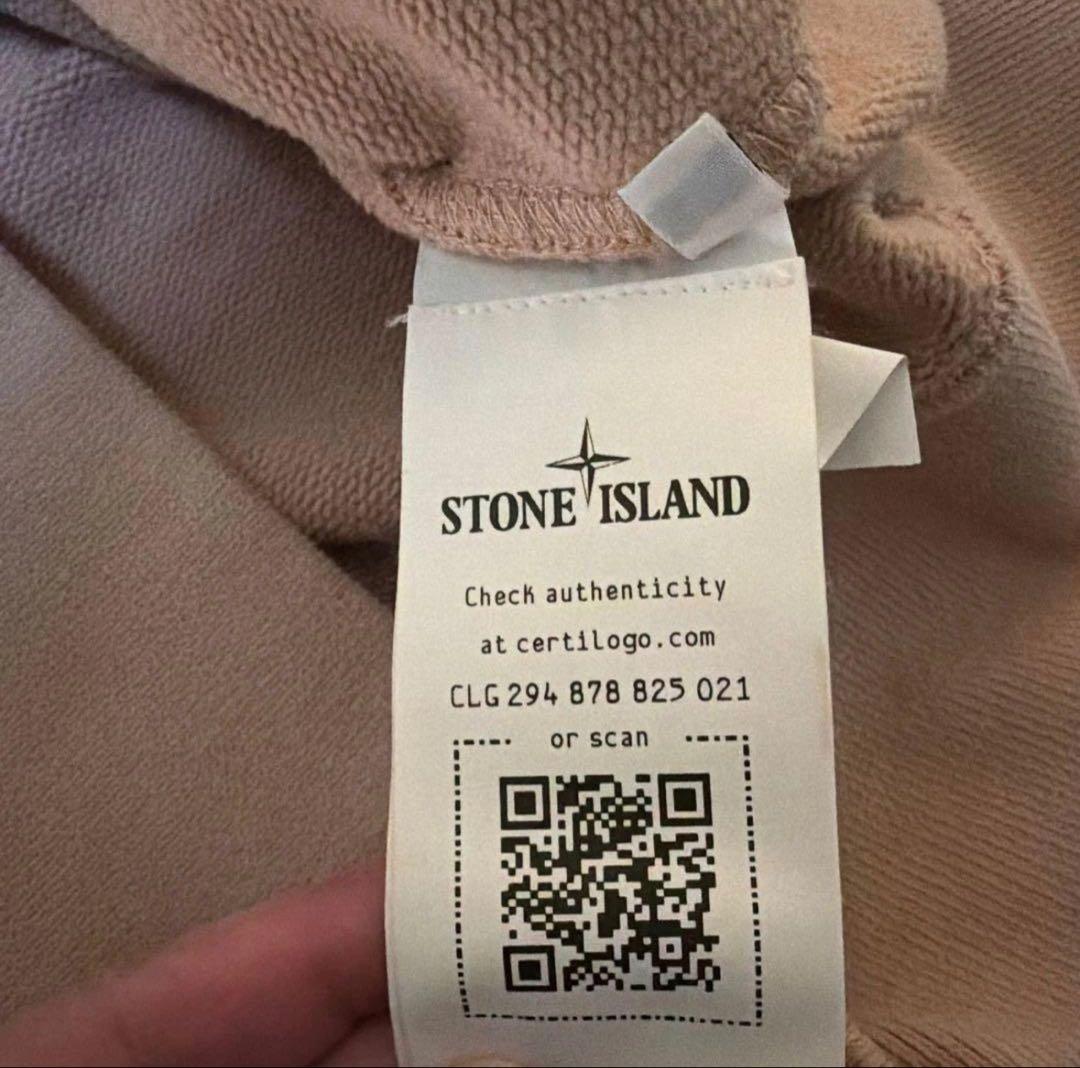 STONE ISLAND
Check authenticity
at certilogo.com
CLG 294 878 825 021
or scan